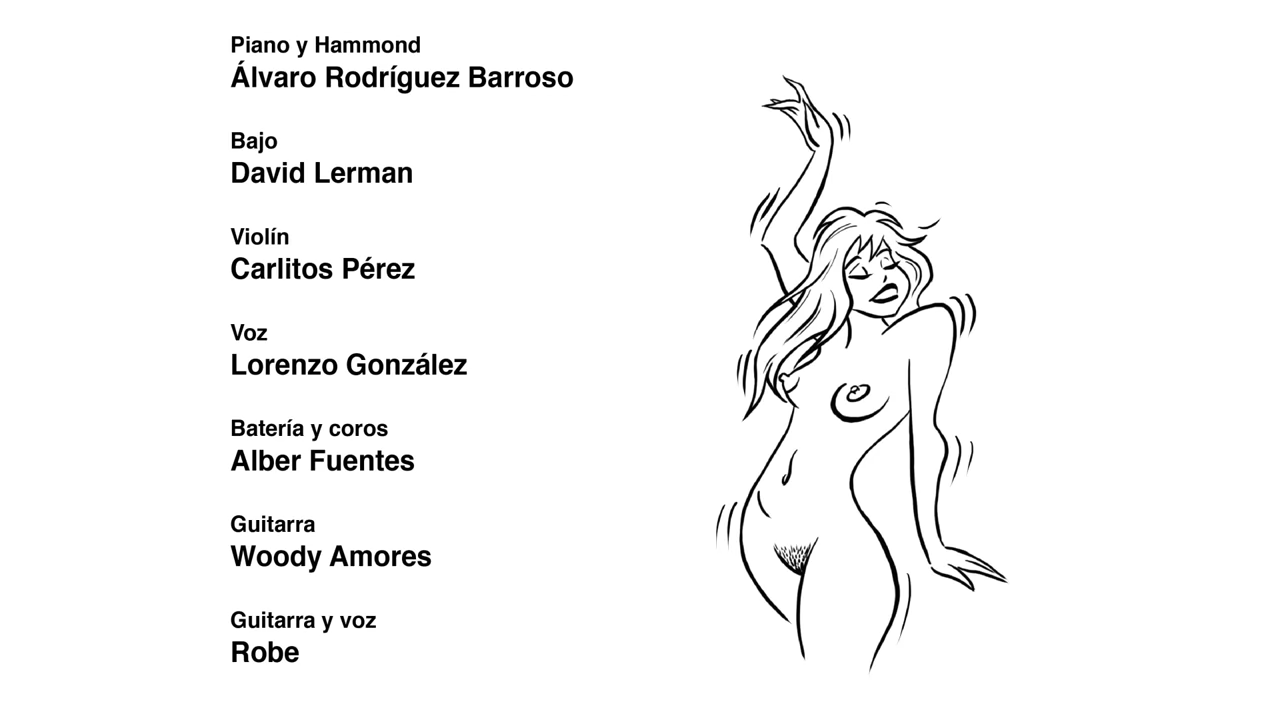 Piano y Hammond
Álvaro Rodríguez Barroso
Bajo
David Lerman
Violín
Carlitos Pérez
Voz
Lorenzo González
Batería y coros
Alber Fuentes
Guitarra
Woody Amores
Guitarra y voz
Robe